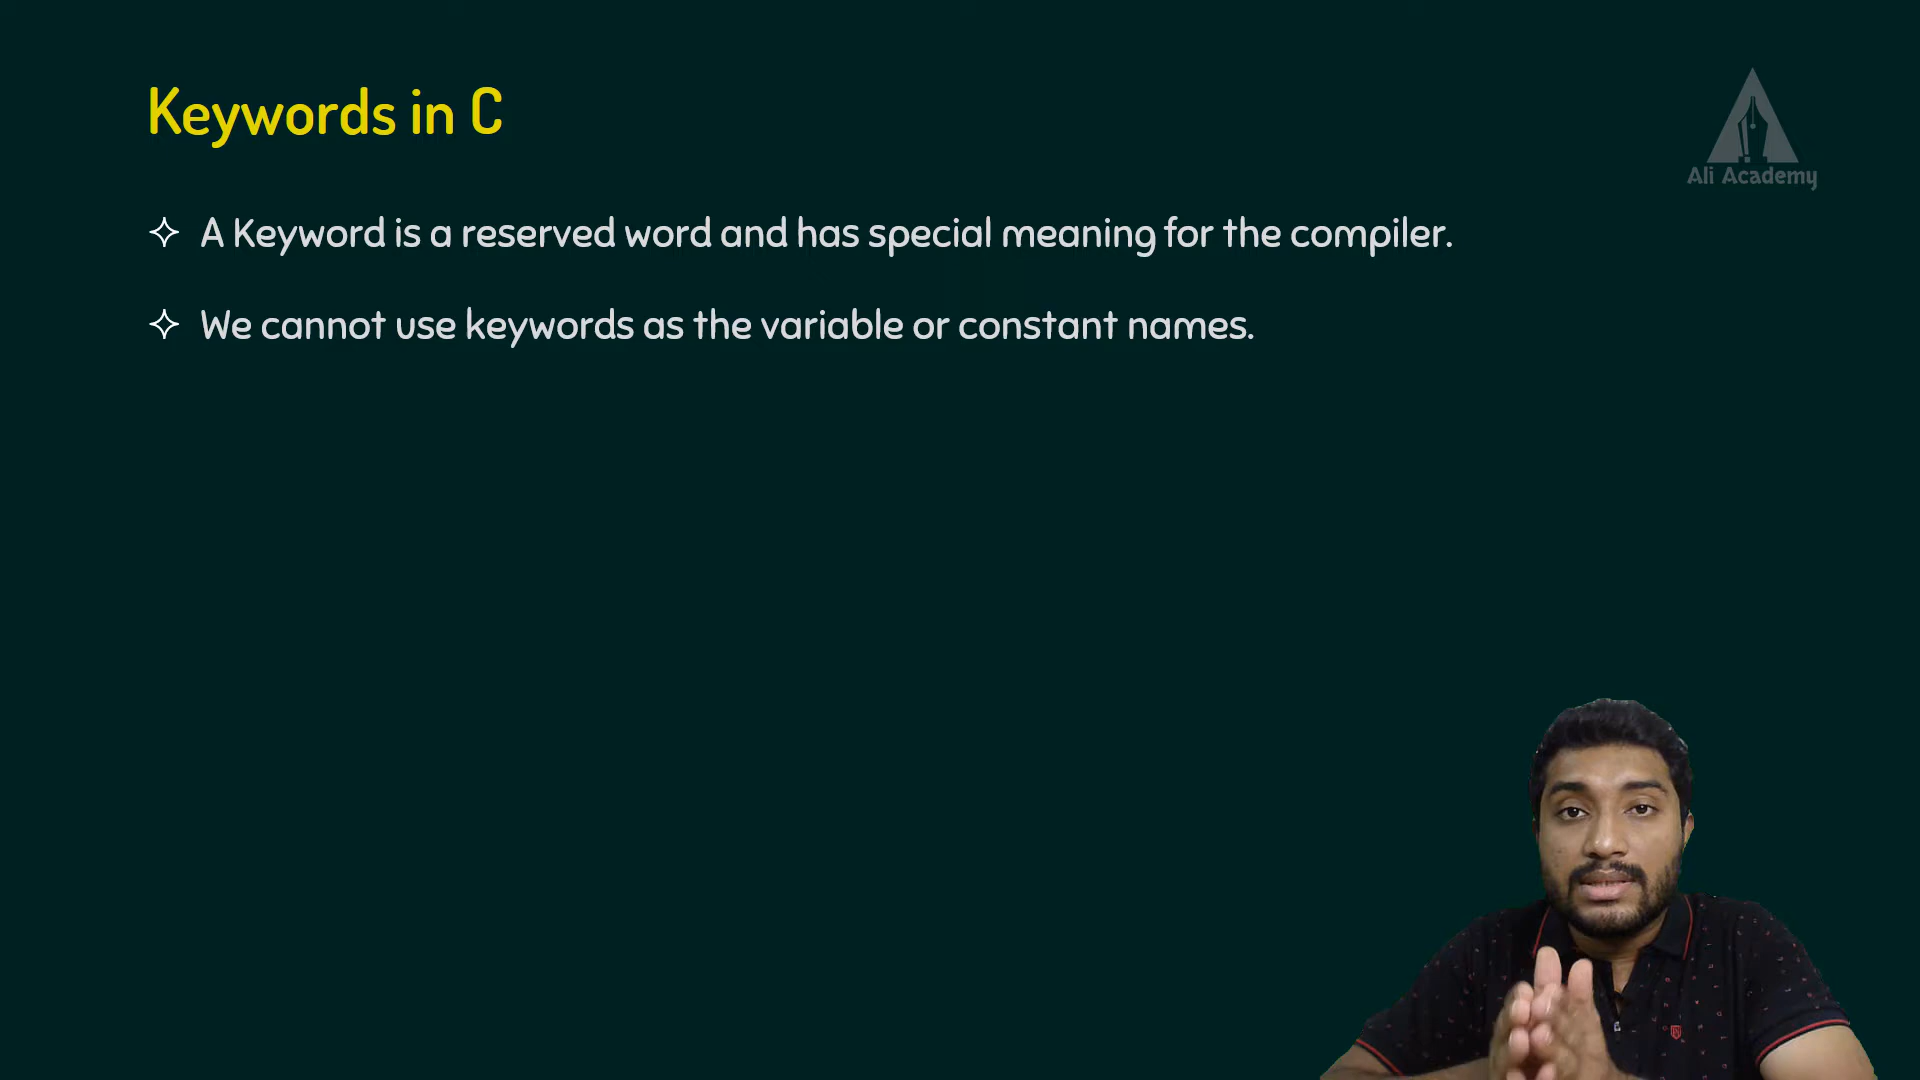 Keywords in C
Ali Academy
A Keyword is a reserved word and has special meaning for the compiler.
We cannot use keywords as the variable or constant names.